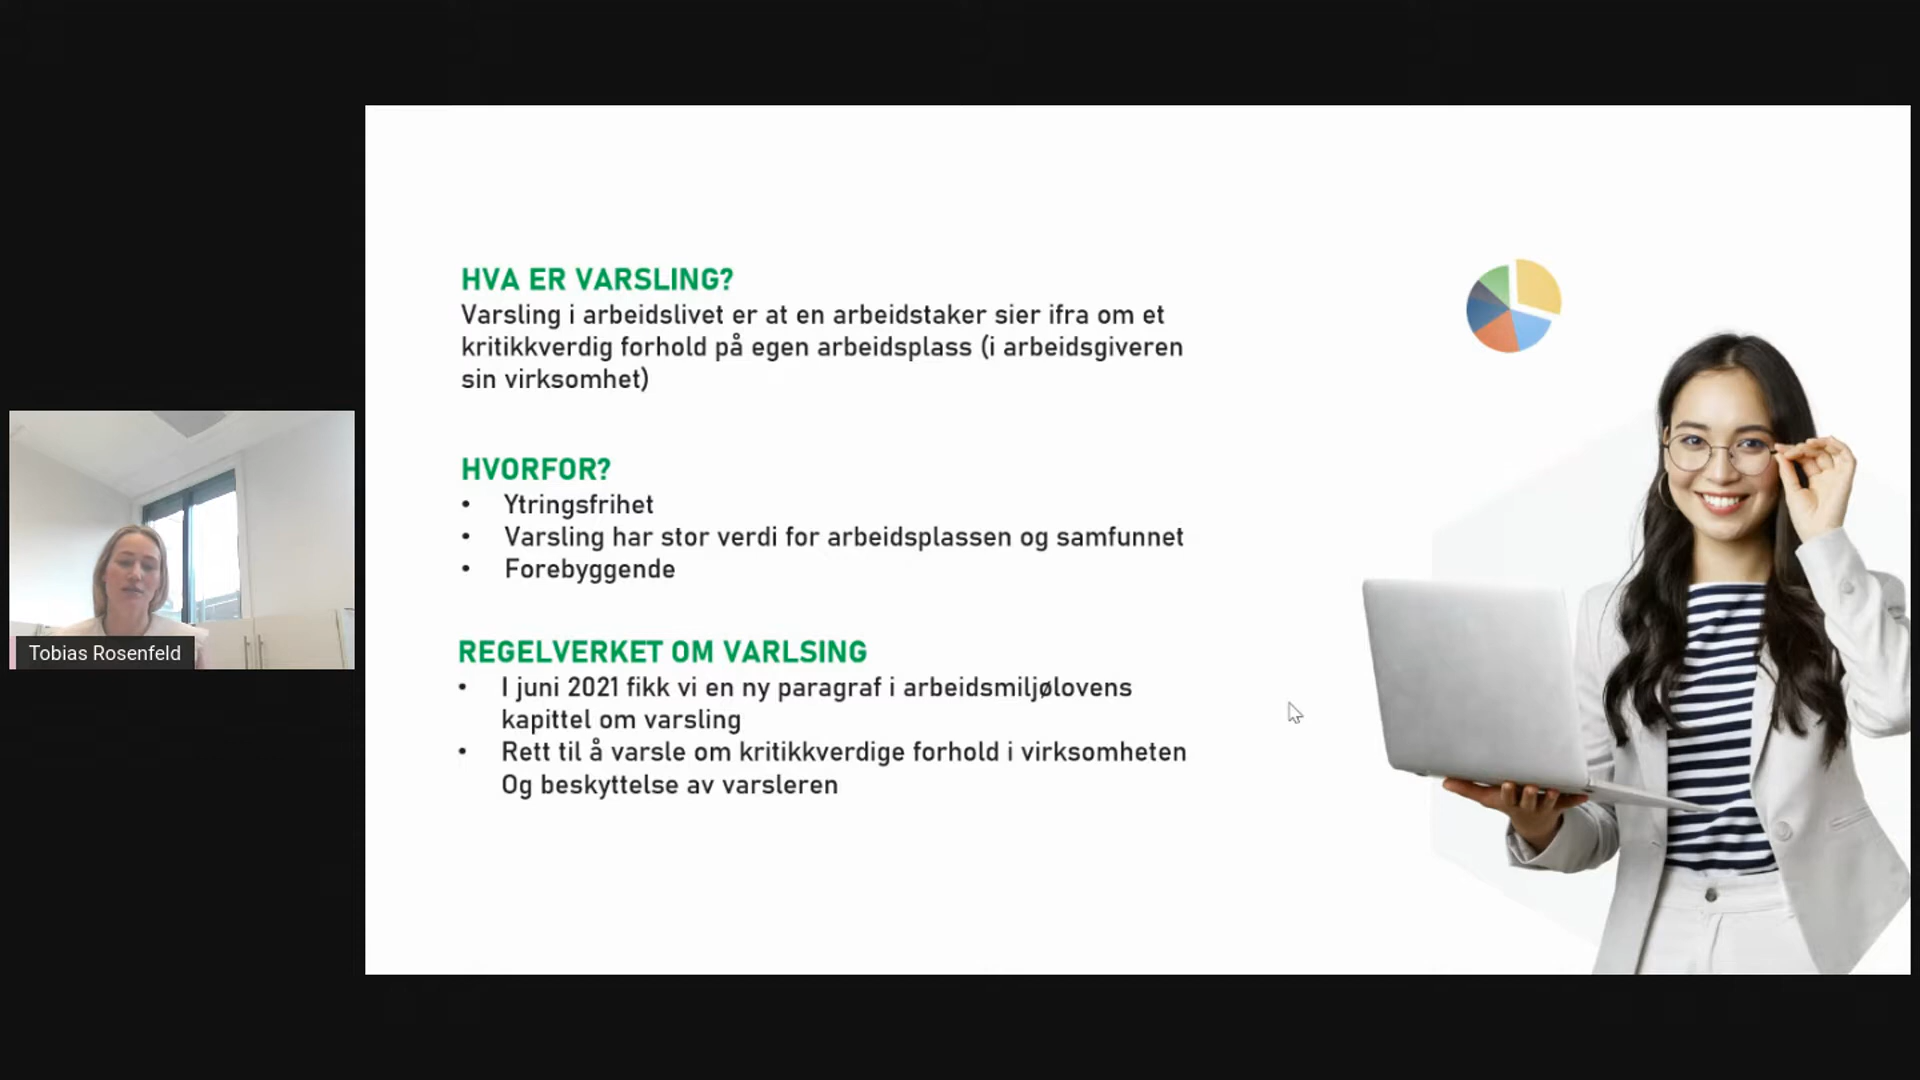 HVA ER VARSLING?
Varsling i arbeidslivet er at en arbeidstaker sier ifra om et
kritikkverdig forhold på egen arbeidsplass (i arbeidsgiveren
sin virksomhet)
HVORFOR?
• Ytringsfrihet
• Varsling har stor verdi for arbeidsplassen og samfunnet
• Forebyggende
REGELVERKET OM VARLSING
• I juni 2021 fikk vi en ny paragraf i arbeidsmiljølovens
kapittel om varsling
• Rett til å varsle om kritikkverdige forhold i virksomheten
Og beskyttelse av varsleren
Tobias Rosenfeld